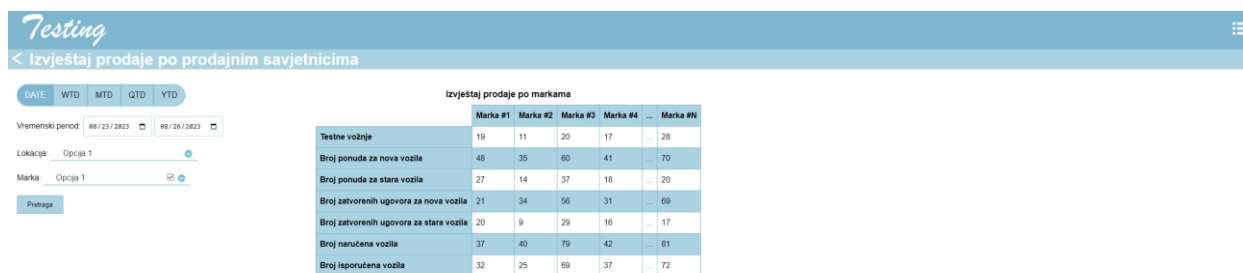 Testing
< Izvještaj prodaje po prodajnim savjetnicima
DATE WTD MTD QTD YTD
Vremenski period: 08/23/2023 08/26/2023
Lokacija: Opcija 1
Marka: Opcija 1
Pretraga
Izvještaj prodaje po markama
Marka #1 Marka #2 Marka #3 Marka #4 ... Marka #N
Testne vožnje 19 11 20 17 ... 28
Broj ponuda za nova vozila 48 35 60 41 ... 70
Broj ponuda za stara vozila 27 14 37 18 ... 20
Broj zatvorenih ugovora za nova vozila 21 34 56 31 ... 69
Broj zatvorenih ugovora za stara vozila 20 9 29 16 ... 17
Broj naručena vozila 37 40 79 42 ... 81
Broj isporučena vozila 32 25 69 37 ... 72